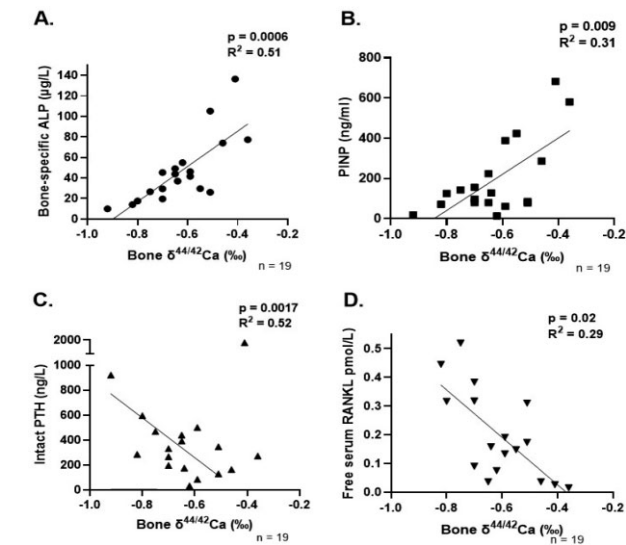 A.
p = 0.0006
R² = 0.51
Bone-specific ALP (µg/L)
140
120
100
80
60
40
20
0
-1.0 -0.8 -0.6 -0.4 -0.2
Bone δ⁴⁴/⁴²Ca (‰)
n = 19
B.
p = 0.009
R² = 0.31
PINP (ng/ml)
800
600
400
200
0
-1.0 -0.8 -0.6 -0.4 -0.2
Bone δ⁴⁴/⁴²Ca (‰)
n = 19
C.
p = 0.0017
R² = 0.52
Intact PTH (ng/L)
2000
1000
800
600
400
200
0
-1.0 -0.8 -0.6 -0.4 -0.2
Bone δ⁴⁴/⁴²Ca (‰)
n = 19
D.
p = 0.02
R² = 0.29
Free serum RANKL pmol/L)
0.5
0.4
0.3
0.2
0.1
0.0
-1.0 -0.8 -0.6 -0.4 -0.2
Bone δ⁴⁴/⁴²Ca (‰)
n = 19